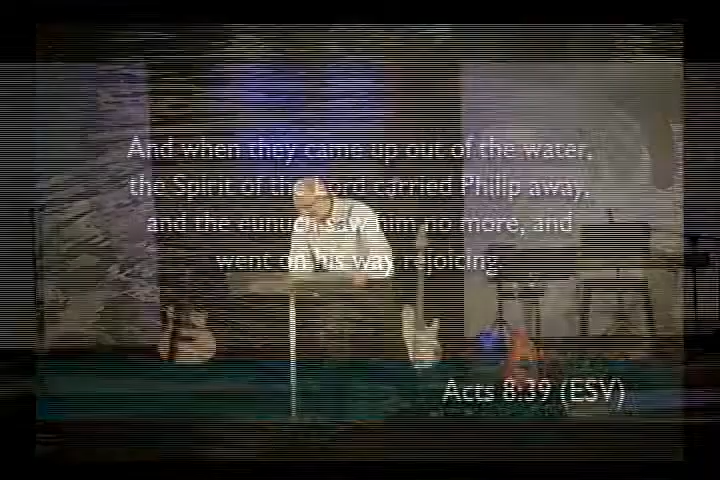 And when they came up out of the water,
the Spirit of the Lord carried Philip away,
and the eunuch saw him no more, and
went on his way rejoicing.
Acts 8:39 (ESV)